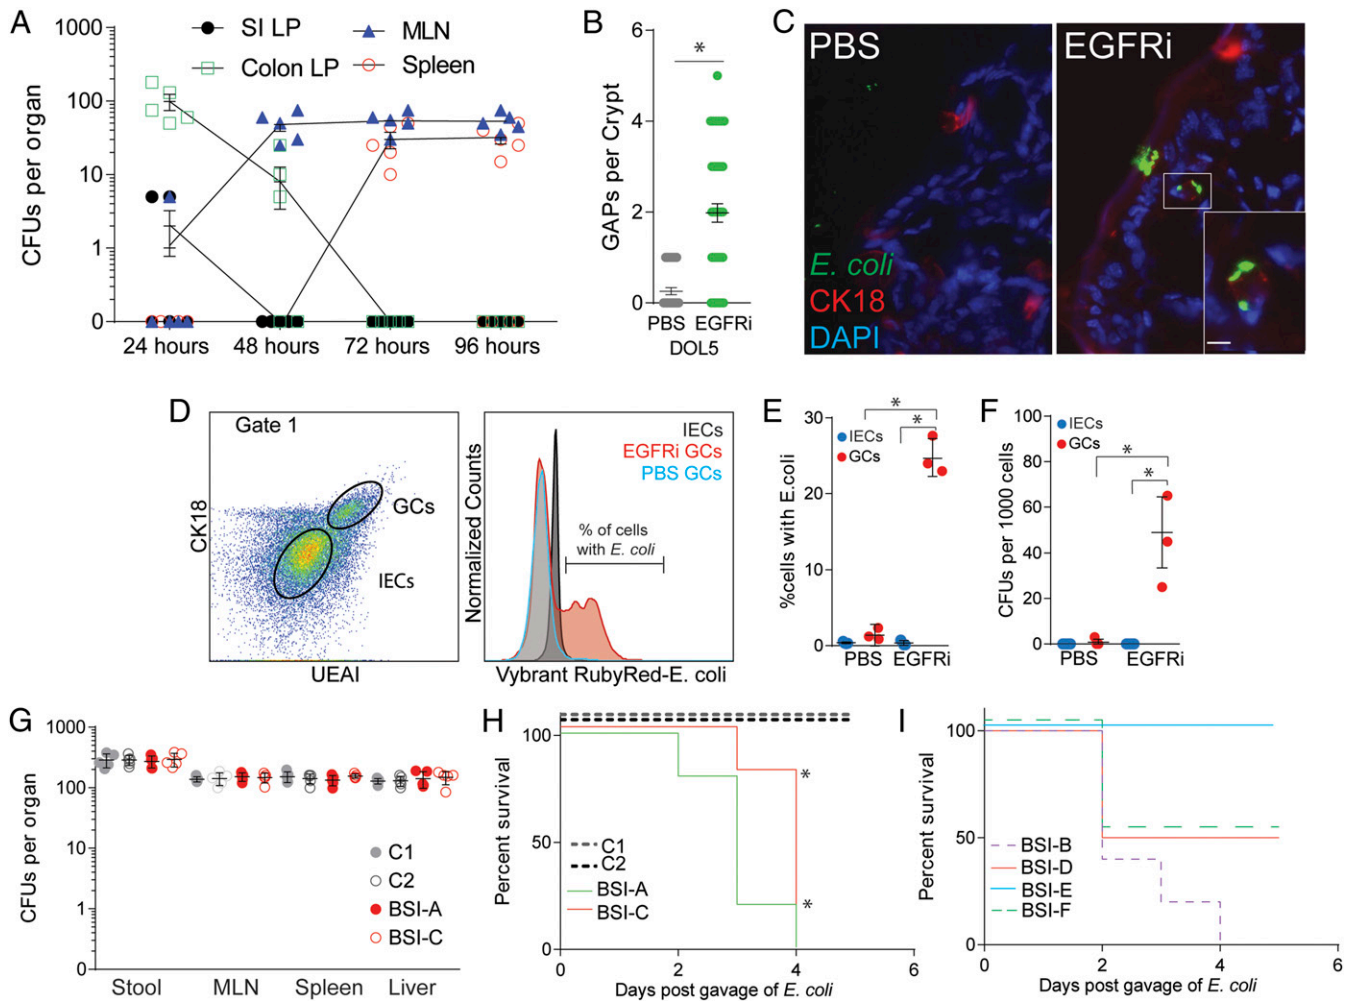 A
CFUs per organ
1000
100
10
1
0
SI LP
MLN
Colon LP
Spleen
24 hours
48 hours
72 hours
96 hours
B
GAPs per Crypt
6
4
2
0
*
PBS
EGFRi
DOL5
C
PBS
EGFRi
E. coli
CK18
DAPI
D
Gate 1
CK18
GCs
IECs
UEAI
Normalized Counts
IECs
EGFRi GCs
PBS GCs
% of cells
with E. coli
Vybrant RubyRed-E. coli
E
%cells with E.coli
30
20
10
0
IECs
GCs
*
*
PBS
EGFRi
F
CFUs per 1000 cells
100
80
60
40
20
0
IECs
GCs
*
*
PBS
EGFRi
G
CFUs per organ
1000
100
10
1
0
C1
C2
BSI-A
BSI-C
Stool
MLN
Spleen
Liver
H
Percent survival
100
50
0
C1
C2
BSI-A
BSI-C
*
*
0
2
4
6
Days post gavage of E. coli
I
Percent survival
100
50
0
BSI-B
BSI-D
BSI-E
BSI-F
0
2
4
6
Days post gavage of E. coli